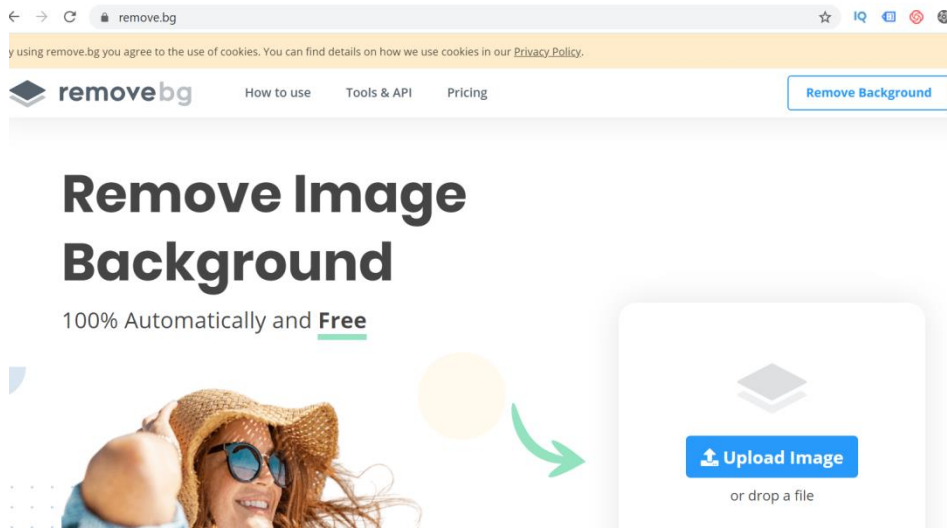 remove.bg
IQ
y using remove.bg you agree to the use of cookies. You can find details on how we use cookies in our Privacy Policy.
removebg
How to use
Tools & API
Pricing
Remove Background
Remove Image
Background
100% Automatically and Free
Upload Image
or drop a file